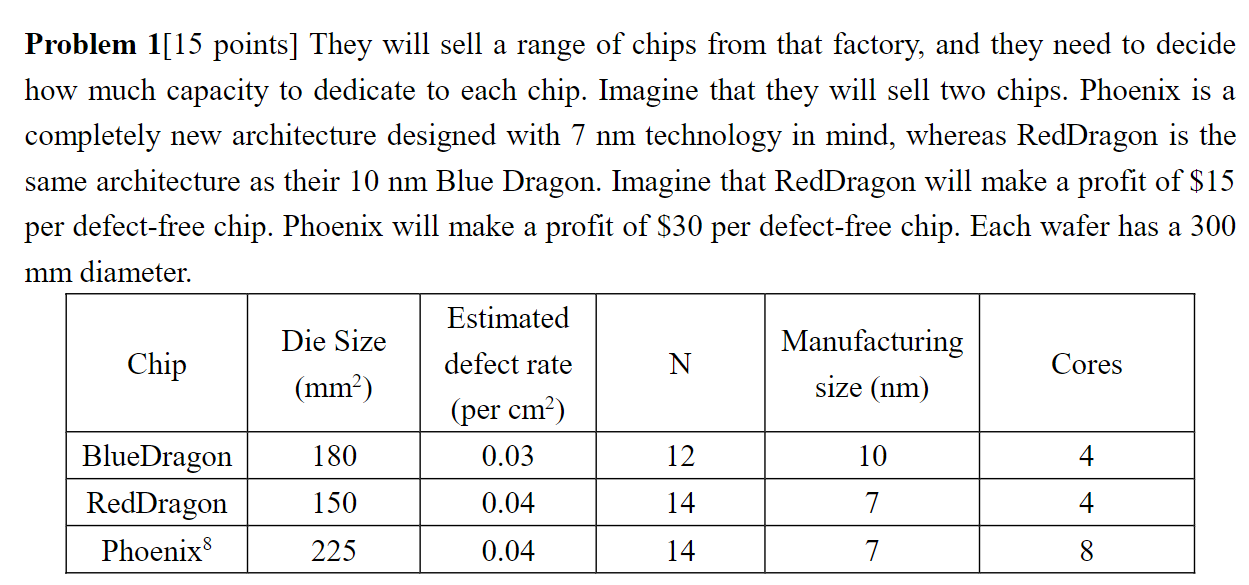 Problem 1[15 points] They will sell a range of chips from that factory, and they need to decide
how much capacity to dedicate to each chip. Imagine that they will sell two chips. Phoenix is a
completely new architecture designed with 7 nm technology in mind, whereas RedDragon is the
same architecture as their 10 nm Blue Dragon. Imagine that RedDragon will make a profit of $15
per defect-free chip. Phoenix will make a profit of $30 per defect-free chip. Each wafer has a 300
mm diameter.
Chip Die Size (mm²) Estimated defect rate (per cm²) N Manufacturing size (nm) Cores
BlueDragon 180 0.03 12 10 4
RedDragon 150 0.04 14 7 4
Phoenix⁸ 225 0.04 14 7 8